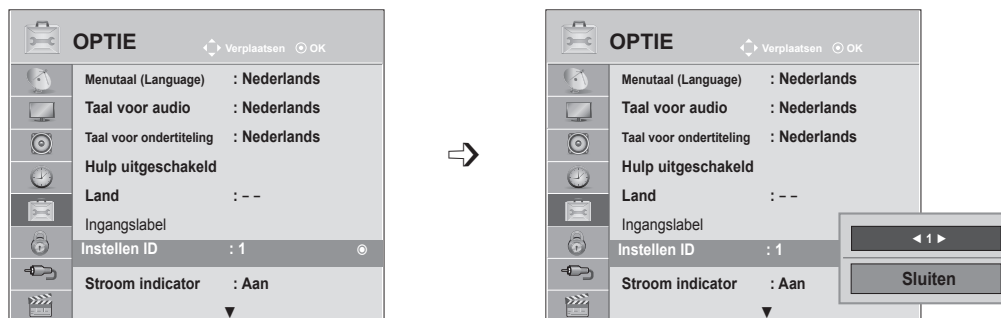 OPTIE Verplaatsen OK
Menutaal (Language) : Nederlands
Taal voor audio : Nederlands
Taal voor ondertiteling : Nederlands
Hulp uitgeschakeld
Land : – –
Ingangslabel
Instellen ID : 1
Stroom indicator : Aan
▼
OPTIE Verplaatsen OK
Menutaal (Language) : Nederlands
Taal voor audio : Nederlands
Taal voor ondertiteling : Nederlands
Hulp uitgeschakeld
Land : – –
Ingangslabel
Instellen ID : 1
◄ 1 ►
Sluiten
Stroom indicator : Aan
▼